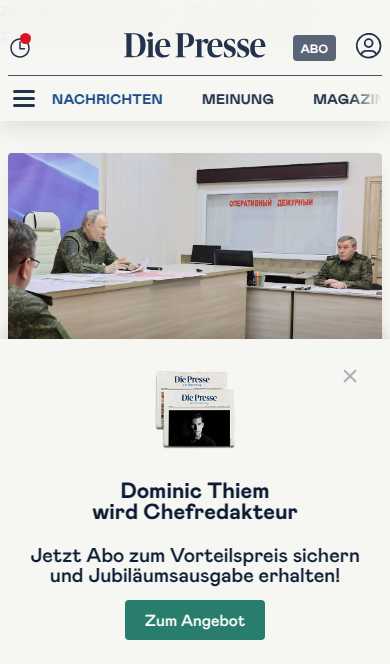 Die Presse
ABO
NACHRICHTEN MEINUNG MAGAZIN
ОПЕРАТИВНЫЙ ДЕЖУРНЫЙ
Die Presse
Die Presse
Dominic Thiem
wird Chefredakteur
Jetzt Abo zum Vorteilspreis sichern
und Jubiläumsausgabe erhalten!
Zum Angebot